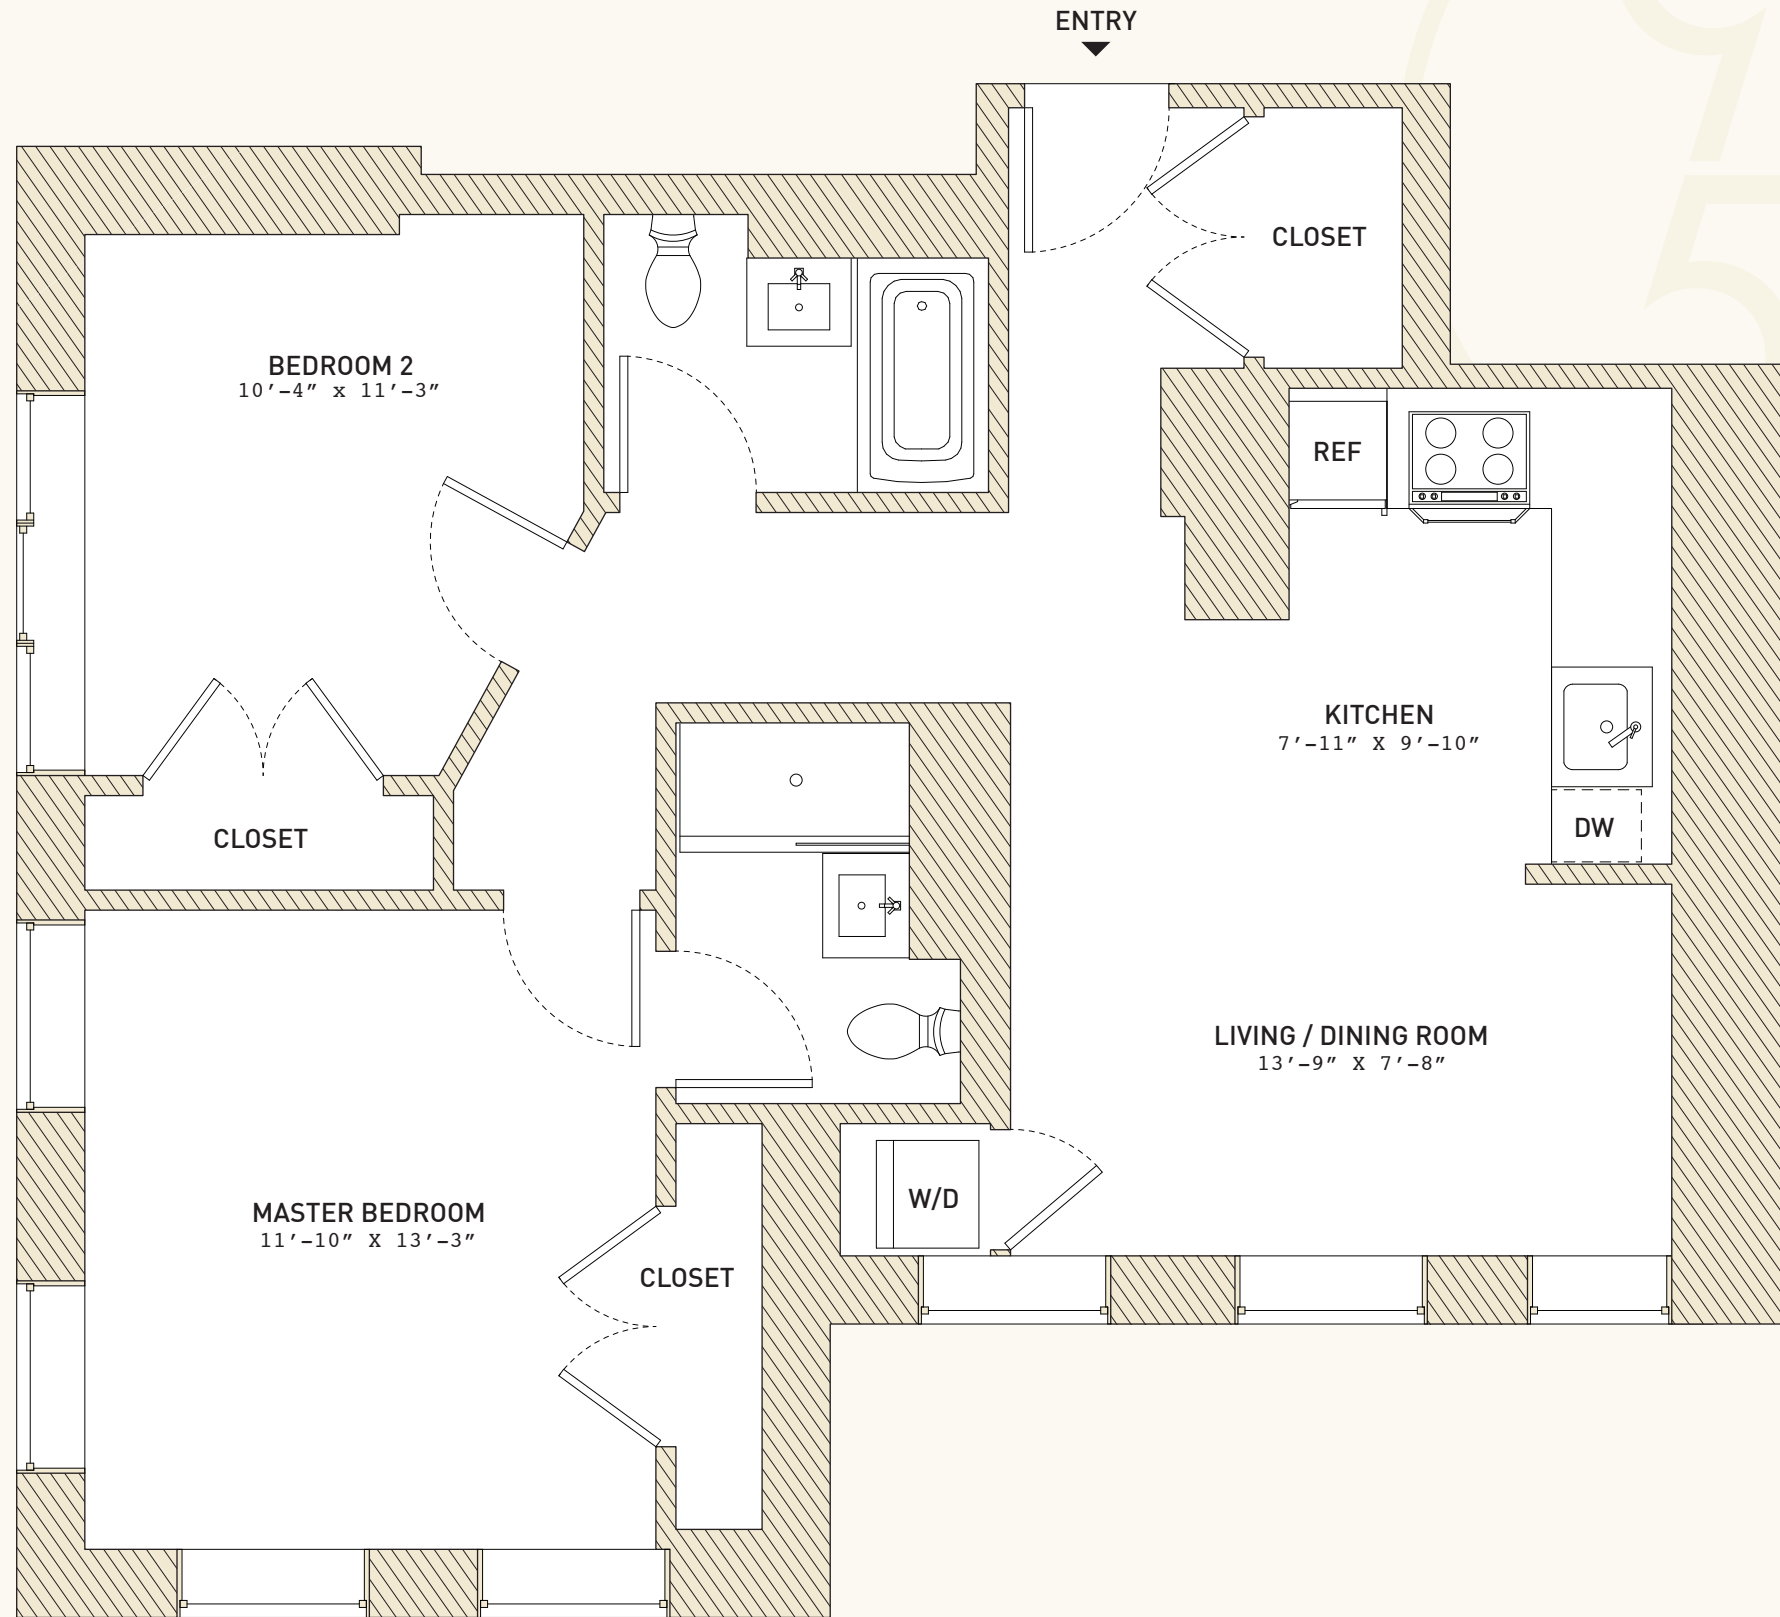 ENTRY
CLOSET
BEDROOM 2
10′-4″ x 11′-3″
REF
KITCHEN
7′-11″ X 9′-10″
DW
CLOSET
LIVING / DINING ROOM
13′-9″ X 7′-8″
W/D
MASTER BEDROOM
11′-10″ X 13′-3″
CLOSET
95